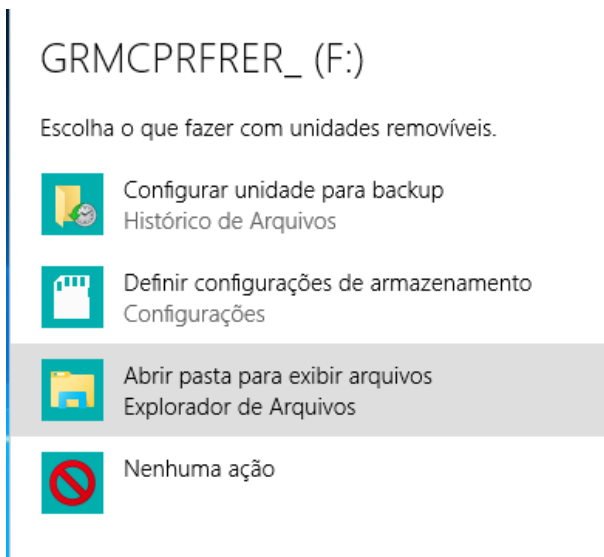 GRMCPRFRER_ (F:)
Escolha o que fazer com unidades removíveis.
Configurar unidade para backup
Histórico de Arquivos
Definir configurações de armazenamento
Configurações
Abrir pasta para exibir arquivos
Explorador de Arquivos
Nenhuma ação